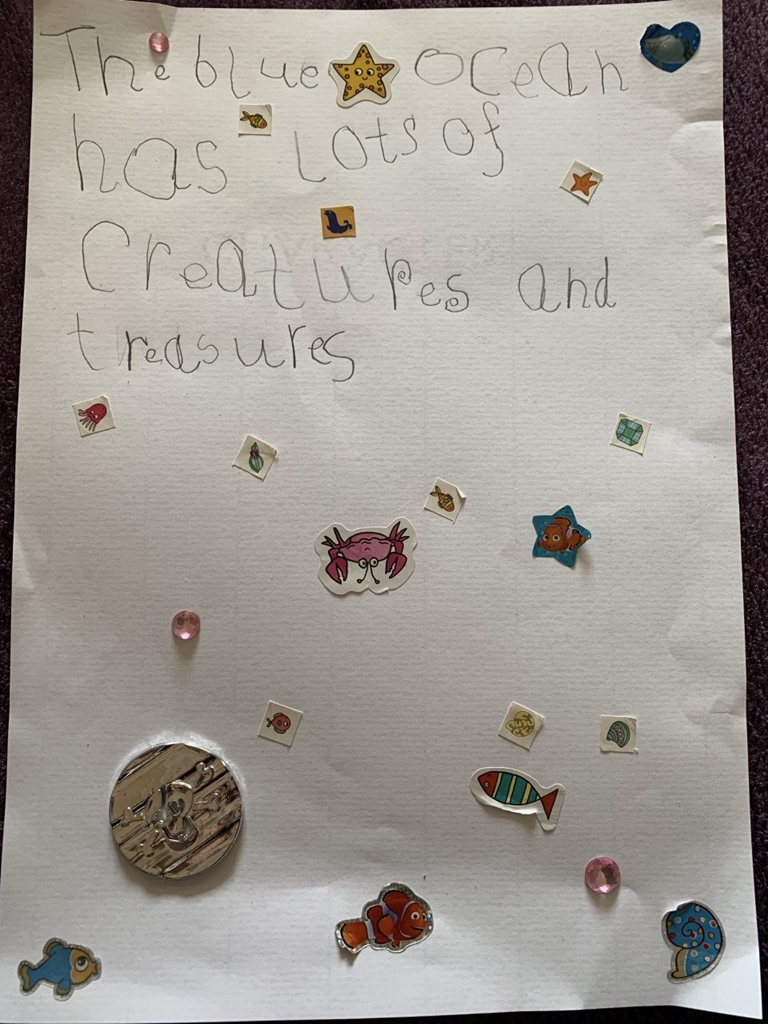 The blue ocean
has lots of
Creatures and
treasures